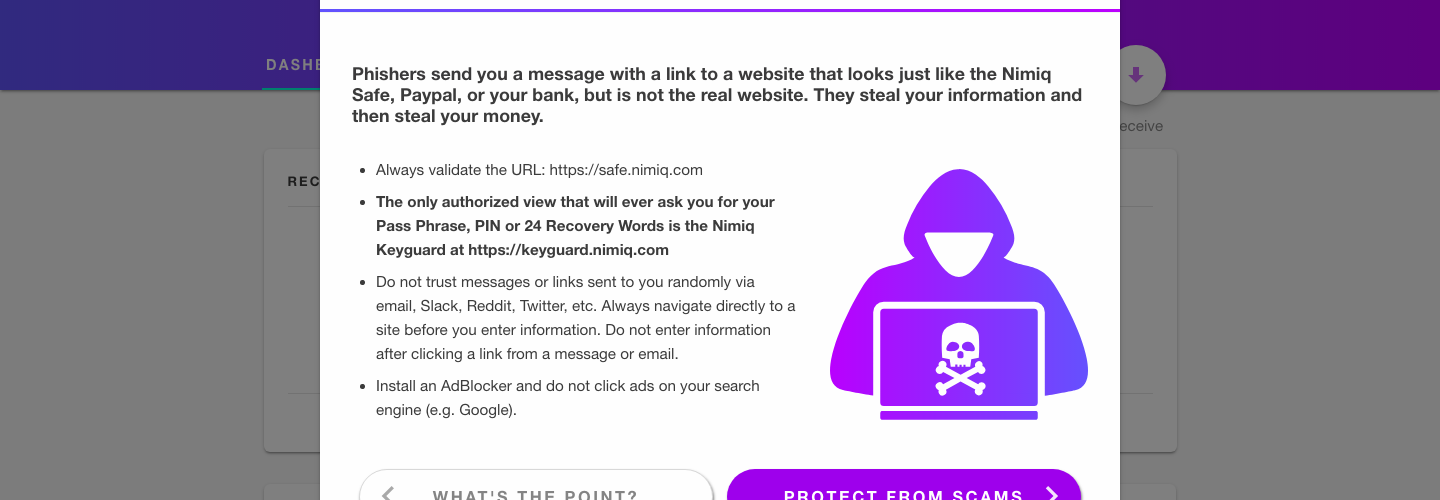 DASHB
Phishers send you a message with a link to a website that looks just like the Nimiq
Safe, Paypal, or your bank, but is not the real website. They steal your information and
then steal your money.
eceive
Always validate the URL: https://safe.nimiq.com
REC
The only authorized view that will ever ask you for your
Pass Phrase, PIN or 24 Recovery Words is the Nimiq
Keyguard at https://keyguard.nimiq.com
Do not trust messages or links sent to you randomly via
email, Slack, Reddit, Twitter, etc. Always navigate directly to a
site before you enter information. Do not enter information
after clicking a link from a message or email.
Install an AdBlocker and do not click ads on your search
engine (e.g. Google).
WHAT'S THE POINT?
PROTECT FROM SCAMS